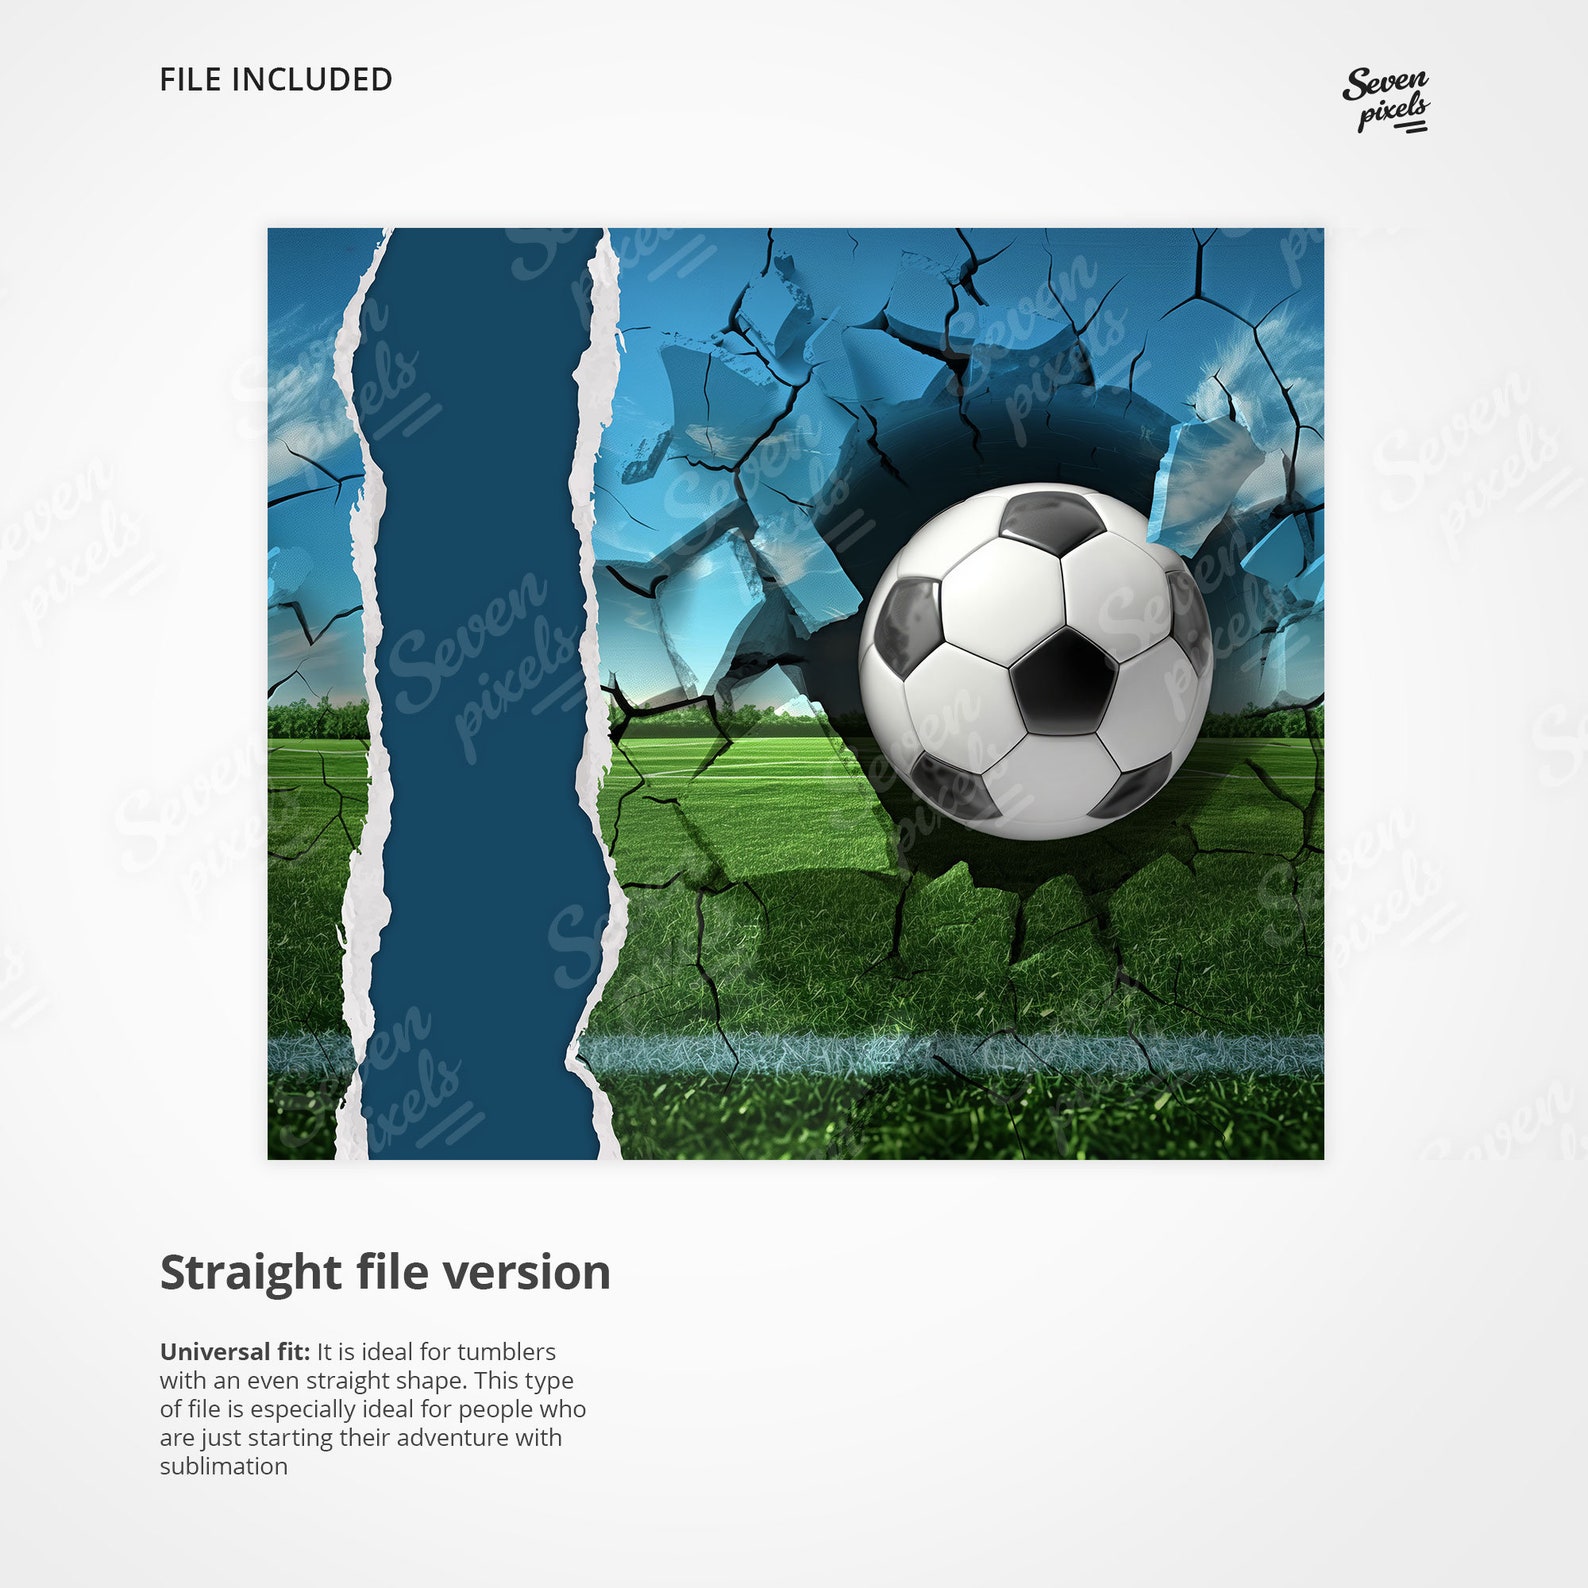 FILE INCLUDED
Seven
pixels
Straight file version
Universal fit: It is ideal for tumblers
with an even straight shape. This type
of file is especially ideal for people who
are just starting their adventure with
sublimation